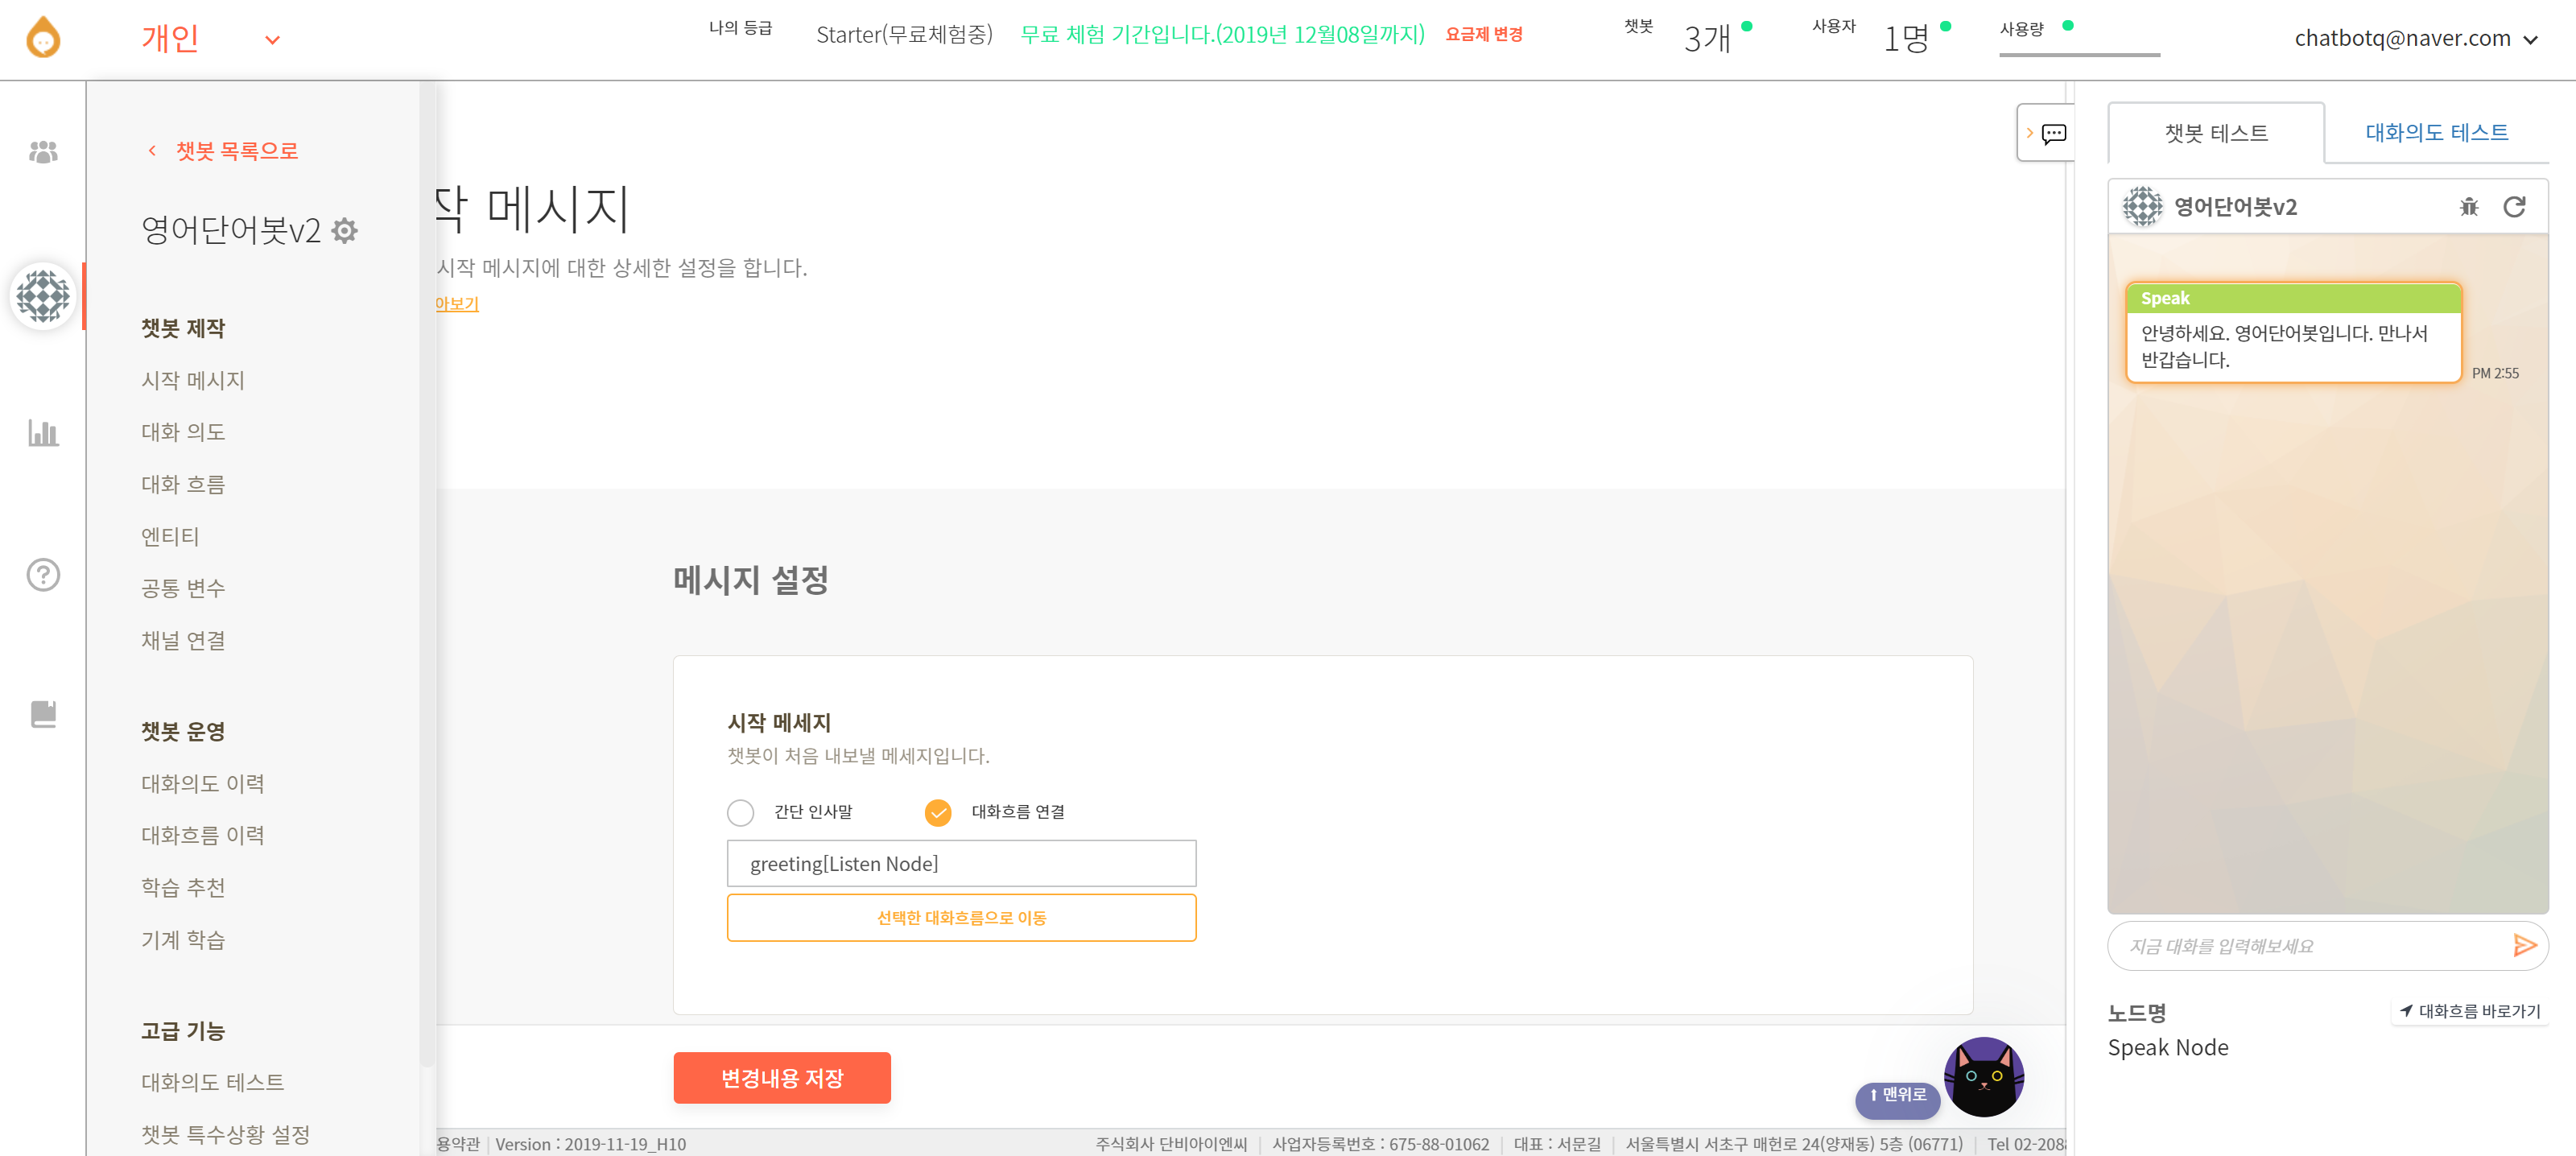 개인
나의 등급
Starter(무료체험중)
무료 체험 기간입니다.(2019년 12월08일까지)
요금제 변경
챗봇
3개
사용자
1명
사용량
chatbotq@naver.com
챗봇 목록으로
영어단어봇v2
챗봇 제작
시작 메시지
대화 의도
대화 흐름
엔티티
공통 변수
채널 연결
챗봇 운영
대화의도 이력
대화흐름 이력
학습 추천
기계 학습
고급 기능
대화의도 테스트
챗봇 특수상황 설정
작 메시지
시작 메시지에 대한 상세한 설정을 합니다.
아보기
메시지 설정
시작 메세지
챗봇이 처음 내보낼 메세지입니다.
간단 인사말
대화흐름 연결
greeting[Listen Node]
선택한 대화흐름으로 이동
변경내용 저장
맨위로
용약관 | Version : 2019-11-19_H10
주식회사 단비아이엔씨 | 사업자등록번호 : 675-88-01062 | 대표 : 서문길 | 서울특별시 서초구 매헌로 24(양재동) 5층 (06771) | Tel 02-208
챗봇 테스트
대화의도 테스트
영어단어봇v2
Speak
안녕하세요. 영어단어봇입니다. 만나서
반갑습니다.
PM 2:55
지금 대화를 입력해보세요
노드명
대화흐름 바로가기
Speak Node